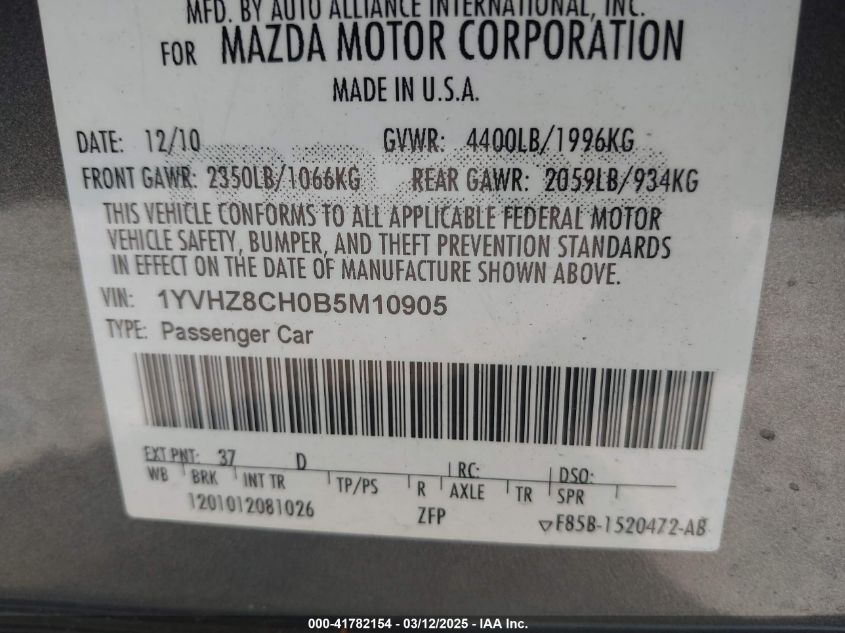 MFD. BY AUTO ALLIANCE INTERNATIONAL, INC.
FOR MAZDA MOTOR CORPORATION
MADE IN U.S.A.
DATE: 12/10 GVWR: 4400LB/1996KG
FRONT GAWR: 2350LB/1066KG REAR GAWR: 2059LB/934KG
THIS VEHICLE CONFORMS TO ALL APPLICABLE FEDERAL MOTOR
VEHICLE SAFETY, BUMPER, AND THEFT PREVENTION STANDARDS
IN EFFECT ON THE DATE OF MANUFACTURE SHOWN ABOVE.
VIN: 1YVHZ8CH0B5M10905
TYPE: Passenger Car
EXT PNT: 37 D RC: DSO:
WB BRK INT TR TP/PS R AXLE TR SPR
1201012081026 ZFP F85B-1520472-AB
000-41782154 - 03/12/2025 - IAA Inc.